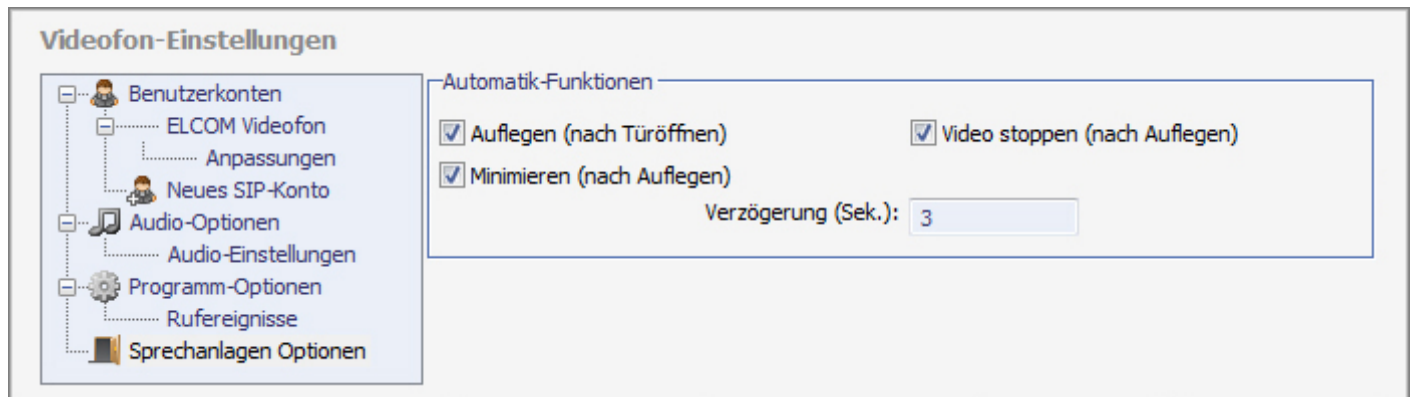 Videofon-Einstellungen
Benutzerkonten
ELCOM Videofon
Anpassungen
Neues SIP-Konto
Audio-Optionen
Audio-Einstellungen
Programm-Optionen
Rufereignisse
Sprechanlagen Optionen
Automatik-Funktionen
Auflegen (nach Türöffnen)
Video stoppen (nach Auflegen)
Minimieren (nach Auflegen)
Verzögerung (Sek.): 3